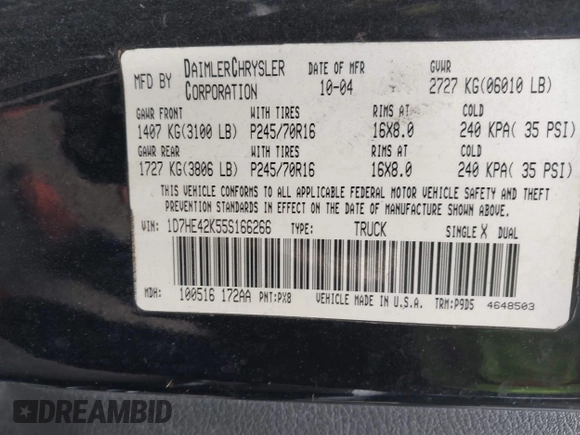 MFD BY DAIMLERCHRYSLER CORPORATION
DATE OF MFR 10-04
GVWR 2727 KG(06010 LB)
GAWR FRONT WITH TIRES RIMS AT COLD
1407 KG(3100 LB) P245/70R16 16X8.0 240 KPA( 35 PSI)
GAWR REAR WITH TIRES RIMS AT COLD
1727 KG(3806 LB) P245/70R16 16X8.0 240 KPA( 35 PSI)
THIS VEHICLE CONFORMS TO ALL APPLICABLE FEDERAL MOTOR VEHICLE SAFETY AND THEFT
PREVENTION STANDARDS IN EFFECT ON THE DATE OF MANUFACTURE SHOWN ABOVE.
VIN: 1D7HE42K55S166266 TYPE: TRUCK SINGLE X DUAL
MDH: 100516 172AA PNT:PX8 VEHICLE MADE IN U.S.A. TRM:P9D5 4648503
DREAMBID